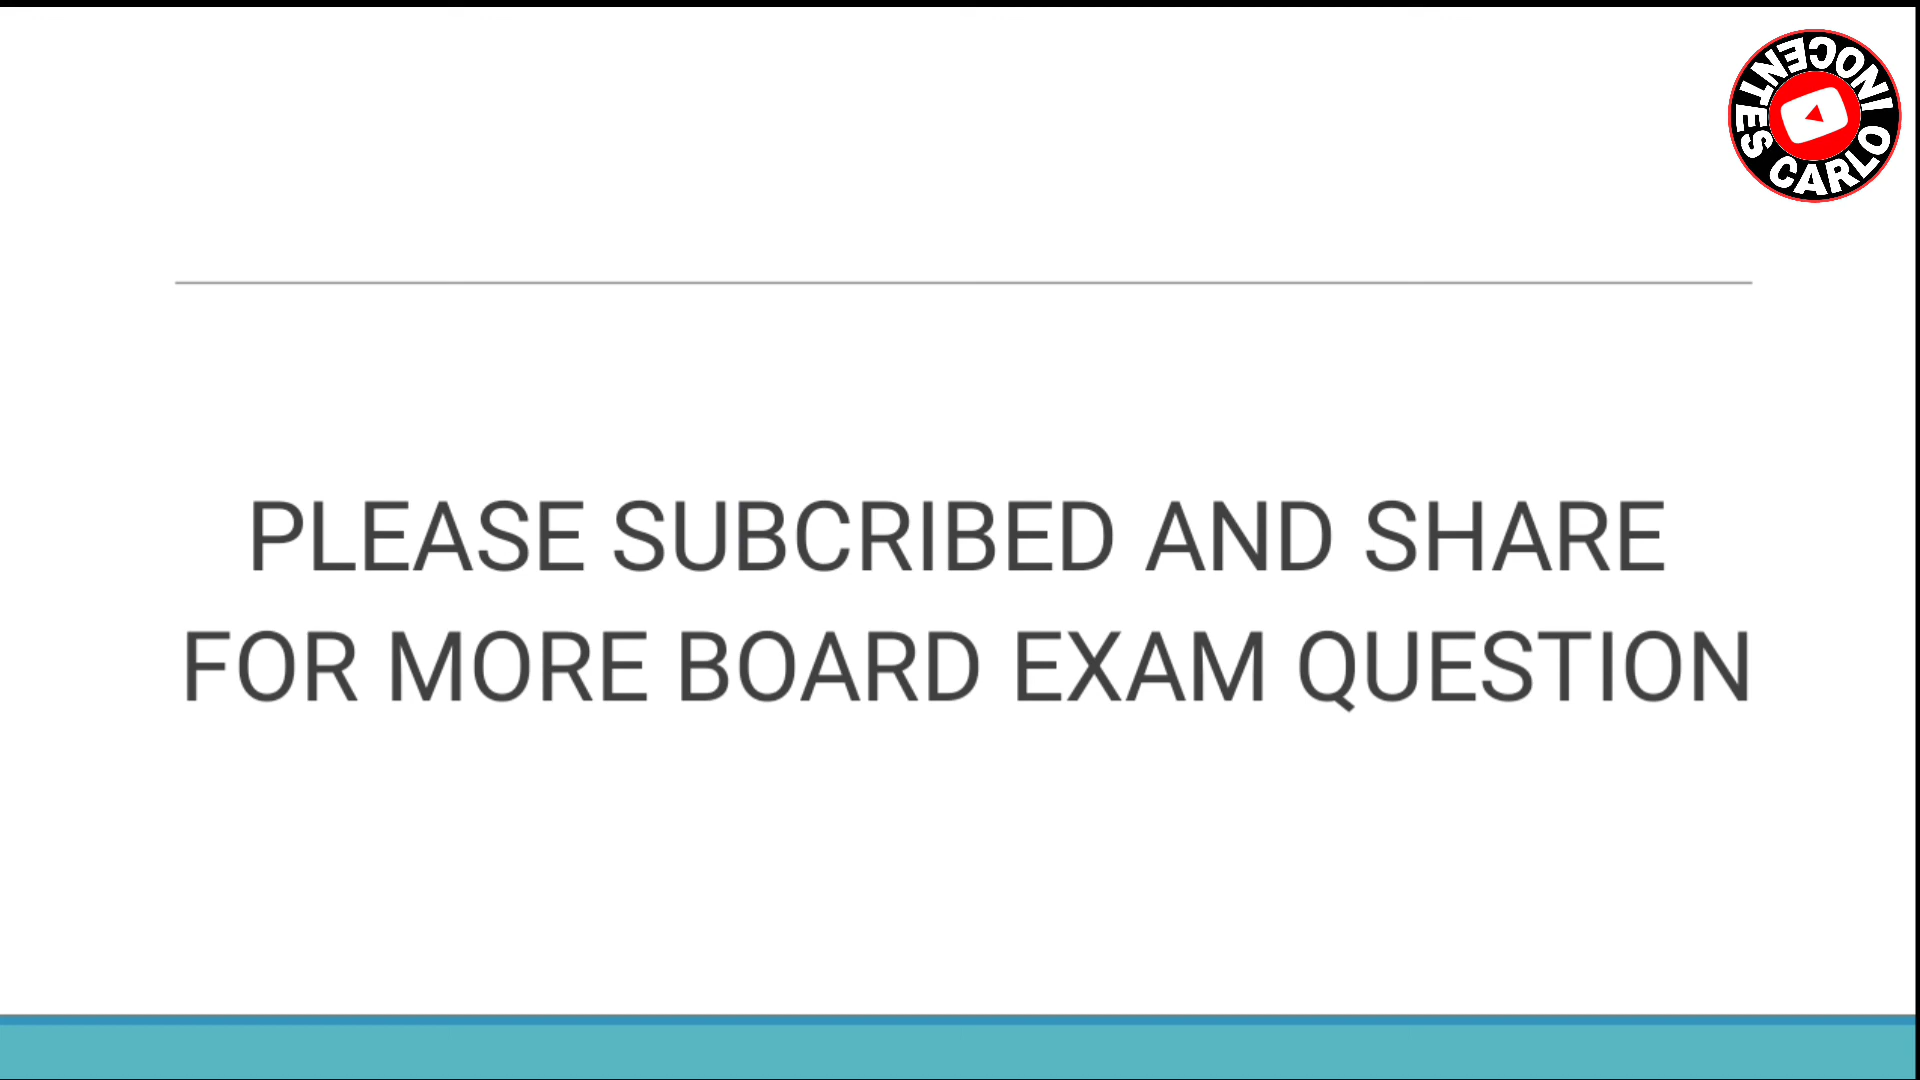 INOCENTES CARLO
PLEASE SUBCRIBED AND SHARE
FOR MORE BOARD EXAM QUESTION